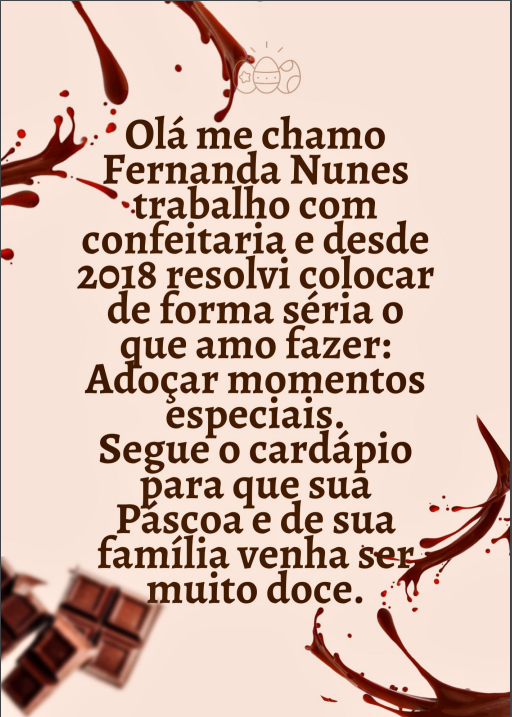 Olá me chamo
Fernanda Nunes
trabalho com
confeitaria e desde
2018 resolvi colocar
de forma séria o
que amo fazer:
Adoçar momentos
especiais.
Segue o cardápio
para que sua
Páscoa e de sua
família venha ser
muito doce.